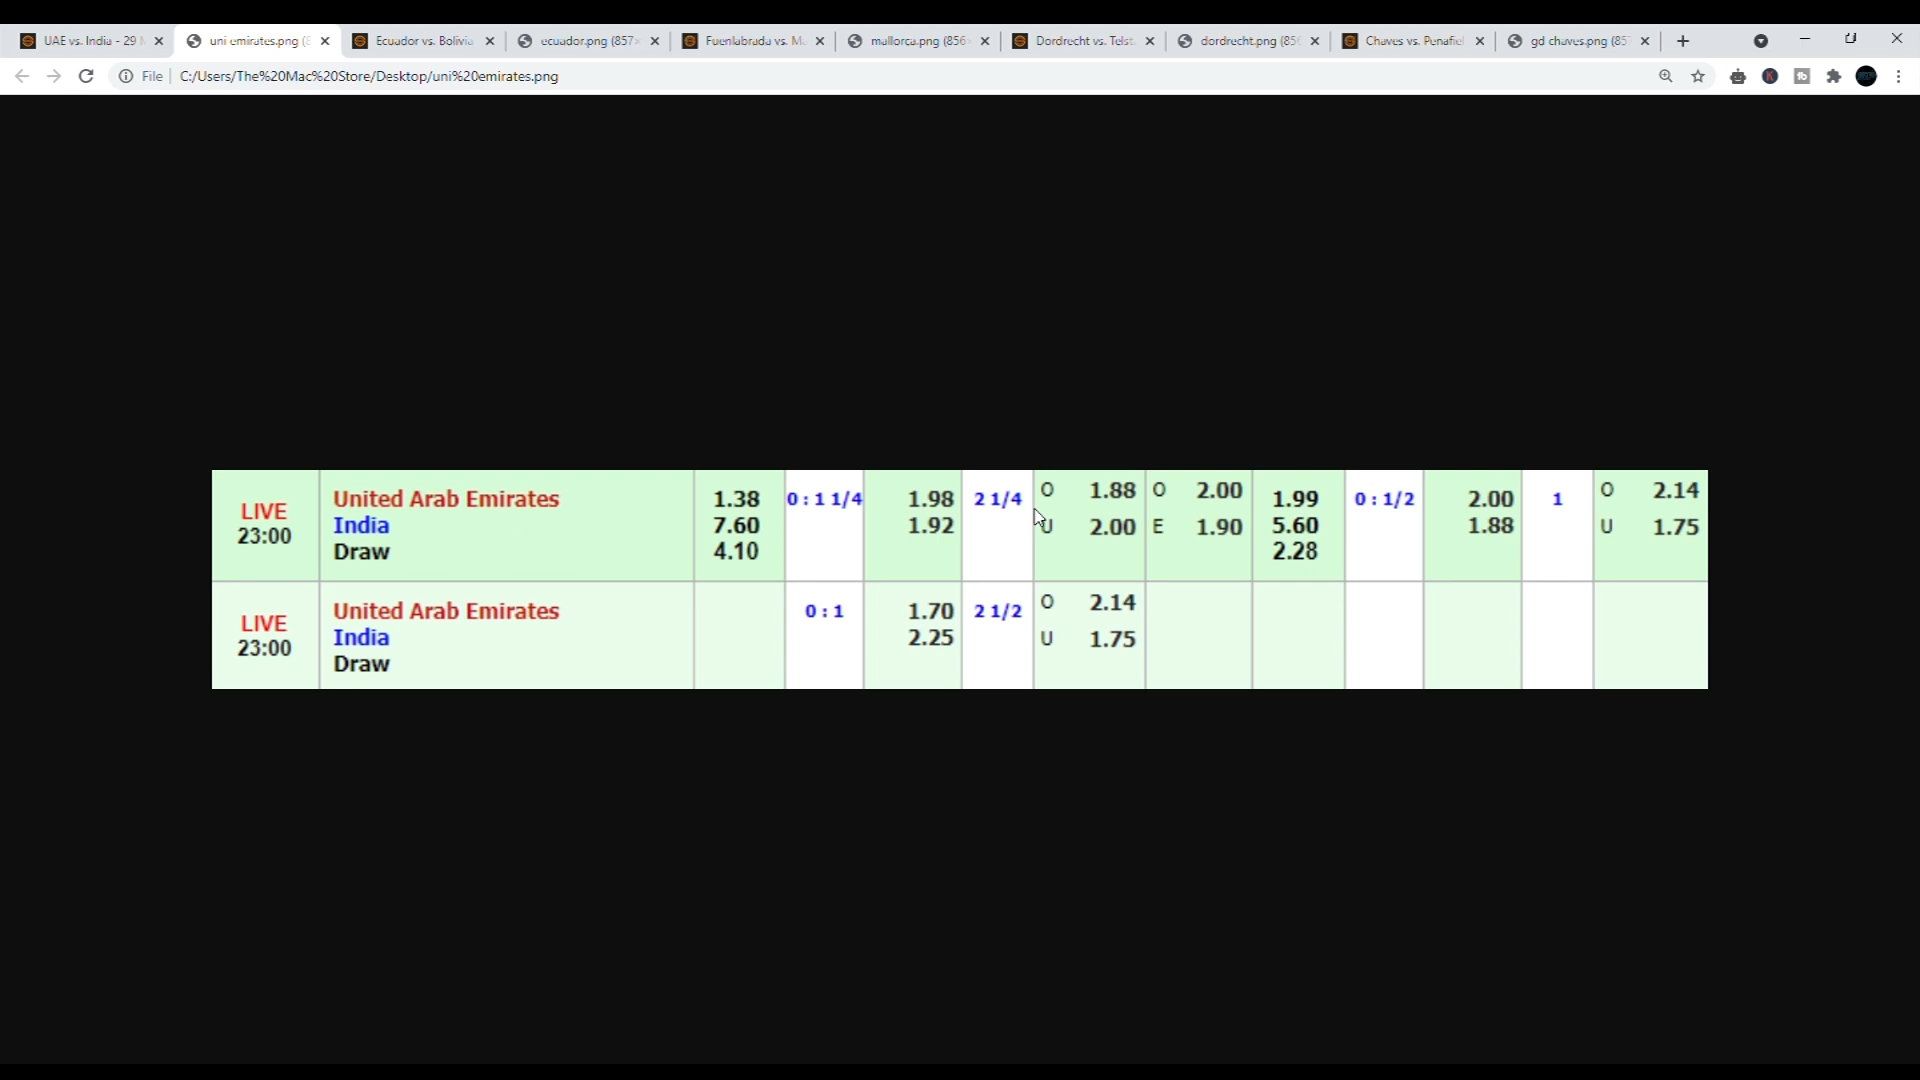 UAE vs. India - 29
uni emirates.png
Ecuador vs. Bolivia
ecuador.png (857×
Fuenlabrada vs. M
mallorca.png (856×
Dordrecht vs. Telst
dordrecht.png (856
Chaves vs. Penafiel
gd chaves.png (857
File
C:/Users/The%20Mac%20Store/Desktop/uni%20emirates.png
LIVE
23:00
United Arab Emirates
India
Draw
1.38
7.60
4.10
0 : 1 1/4
1.98
1.92
2 1/4
O 1.88
U 2.00
O 2.00
E 1.90
1.99
5.60
2.28
0 : 1/2
2.00
1.88
1
O 2.14
U 1.75
LIVE
23:00
United Arab Emirates
India
Draw
0 : 1
1.70
2.25
2 1/2
O 2.14
U 1.75